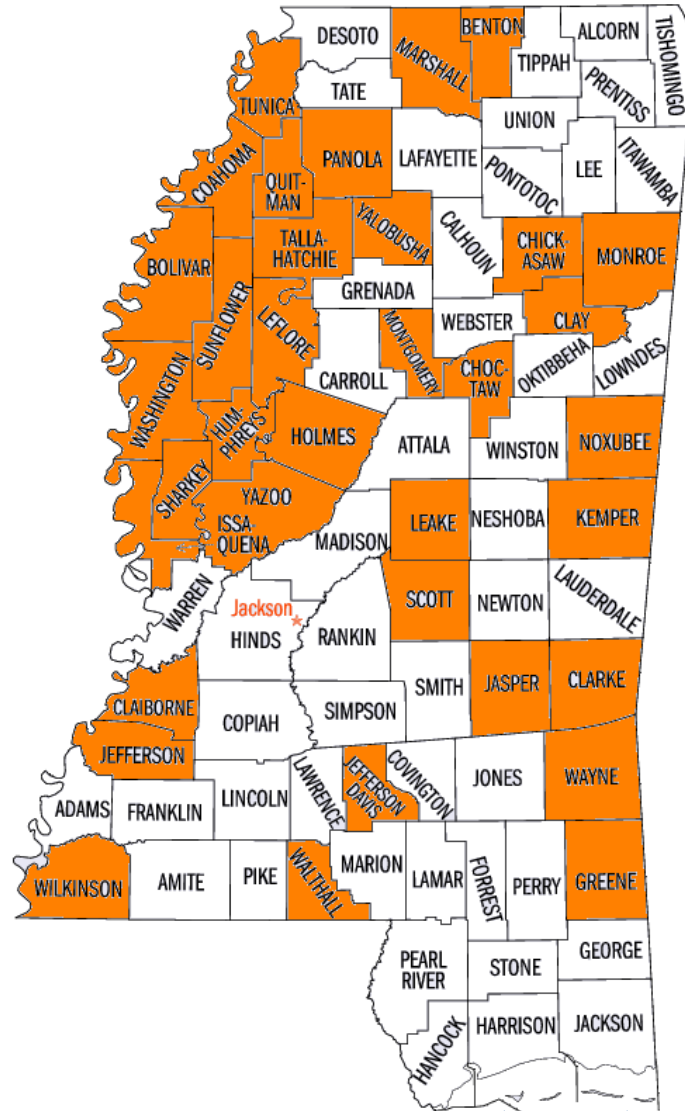 DESOTO
MARSHALL
BENTON
TIPPAH
ALCORN
TISHOMINGO
TUNICA
TATE
PRENTISS
UNION
COAHOMA
QUIT-
MAN
PANOLA
LAFAYETTE
PONTOTOC
LEE
ITAWAMBA
BOLIVAR
TALLA-
HATCHIE
YALOBUSHA
CALHOUN
CHICK-
ASAW
MONROE
SUNFLOWER
LEFLORE
GRENADA
WEBSTER
CLAY
MONTGOMERY
CARROLL
CHOC-
TAW
OKTIBBEHA
LOWNDES
WASHINGTON
HUM-
PHREYS
HOLMES
ATTALA
WINSTON
NOXUBEE
SHARKEY
YAZOO
ISSA-
QUENA
MADISON
LEAKE
NESHOBA
KEMPER
WARREN
Jackson
HINDS
RANKIN
SCOTT
NEWTON
LAUDERDALE
CLAIBORNE
COPIAH
SIMPSON
SMITH
JASPER
CLARKE
JEFFERSON
ADAMS
FRANKLIN
LINCOLN
LAWRENCE
JEFFERSON
DAVIS
COVINGTON
JONES
WAYNE
WILKINSON
AMITE
PIKE
WALTHALL
MARION
LAMAR
FORREST
PERRY
GREENE
PEARL
RIVER
STONE
GEORGE
HANCOCK
HARRISON
JACKSON